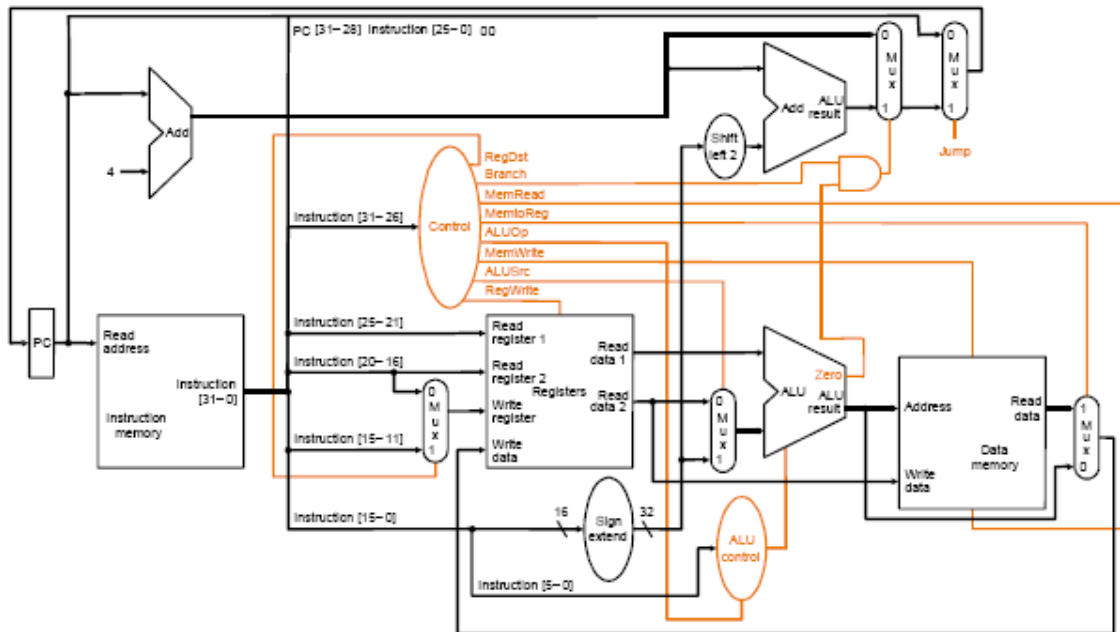 PC [31-28] Instruction [25-0] 00
0
M
u
x
1
0
M
u
x
1
Add
Add
ALU
result
4
Shift
left 2
Jump
RegDst
Branch
MemRead
MemtoReg
ALUOp
MemWrite
ALUSrc
RegWrite
Instruction [31-26]
Control
PC
Read
address
Instruction
[31-0]
Instruction
memory
Instruction [25-21]
Instruction [20-16]
Instruction [15-11]
Instruction [15-0]
0
M
u
x
1
Read
register 1
Read
register 2
Write
register
Write
data
Registers
Read
data 1
Read
data 2
0
M
u
x
1
Zero
ALU
ALU
result
Address
Write
data
Read
data
Data
memory
1
M
u
x
0
16
Sign
extend
32
ALU
control
Instruction [5-0]